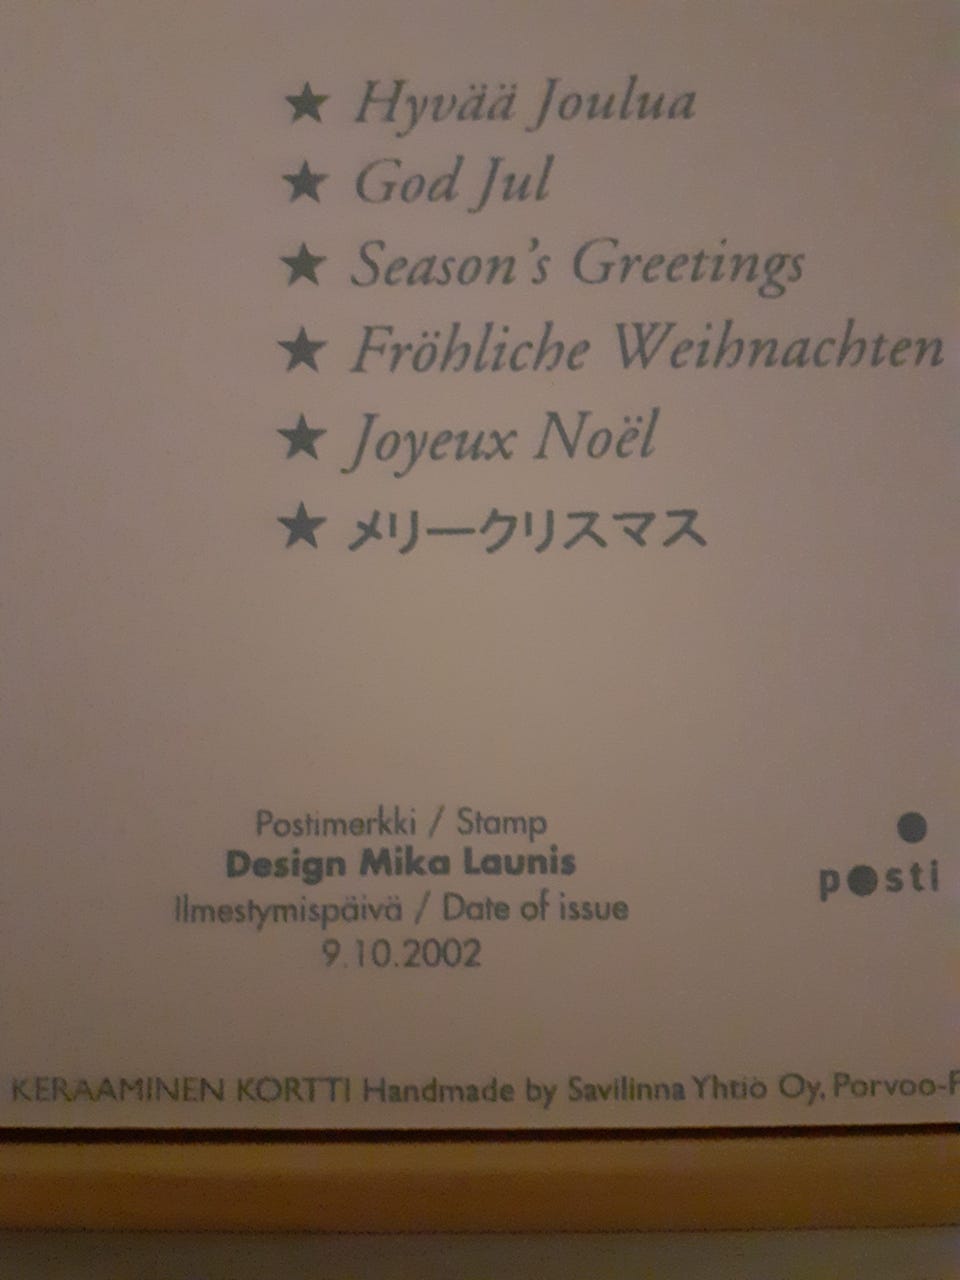 ★ Hyvää Joulua
★ God Jul
★ Season's Greetings
★ Fröhliche Weihnachten
★ Joyeux Noël
★ メリークリスマス
Postimerkki / Stamp
Design Mika Launis
Ilmestymispäivä / Date of issue
9.10.2002
posti
KERAAMINEN KORTTI Handmade by Savilinna Yhtiö Oy, Porvoo-F